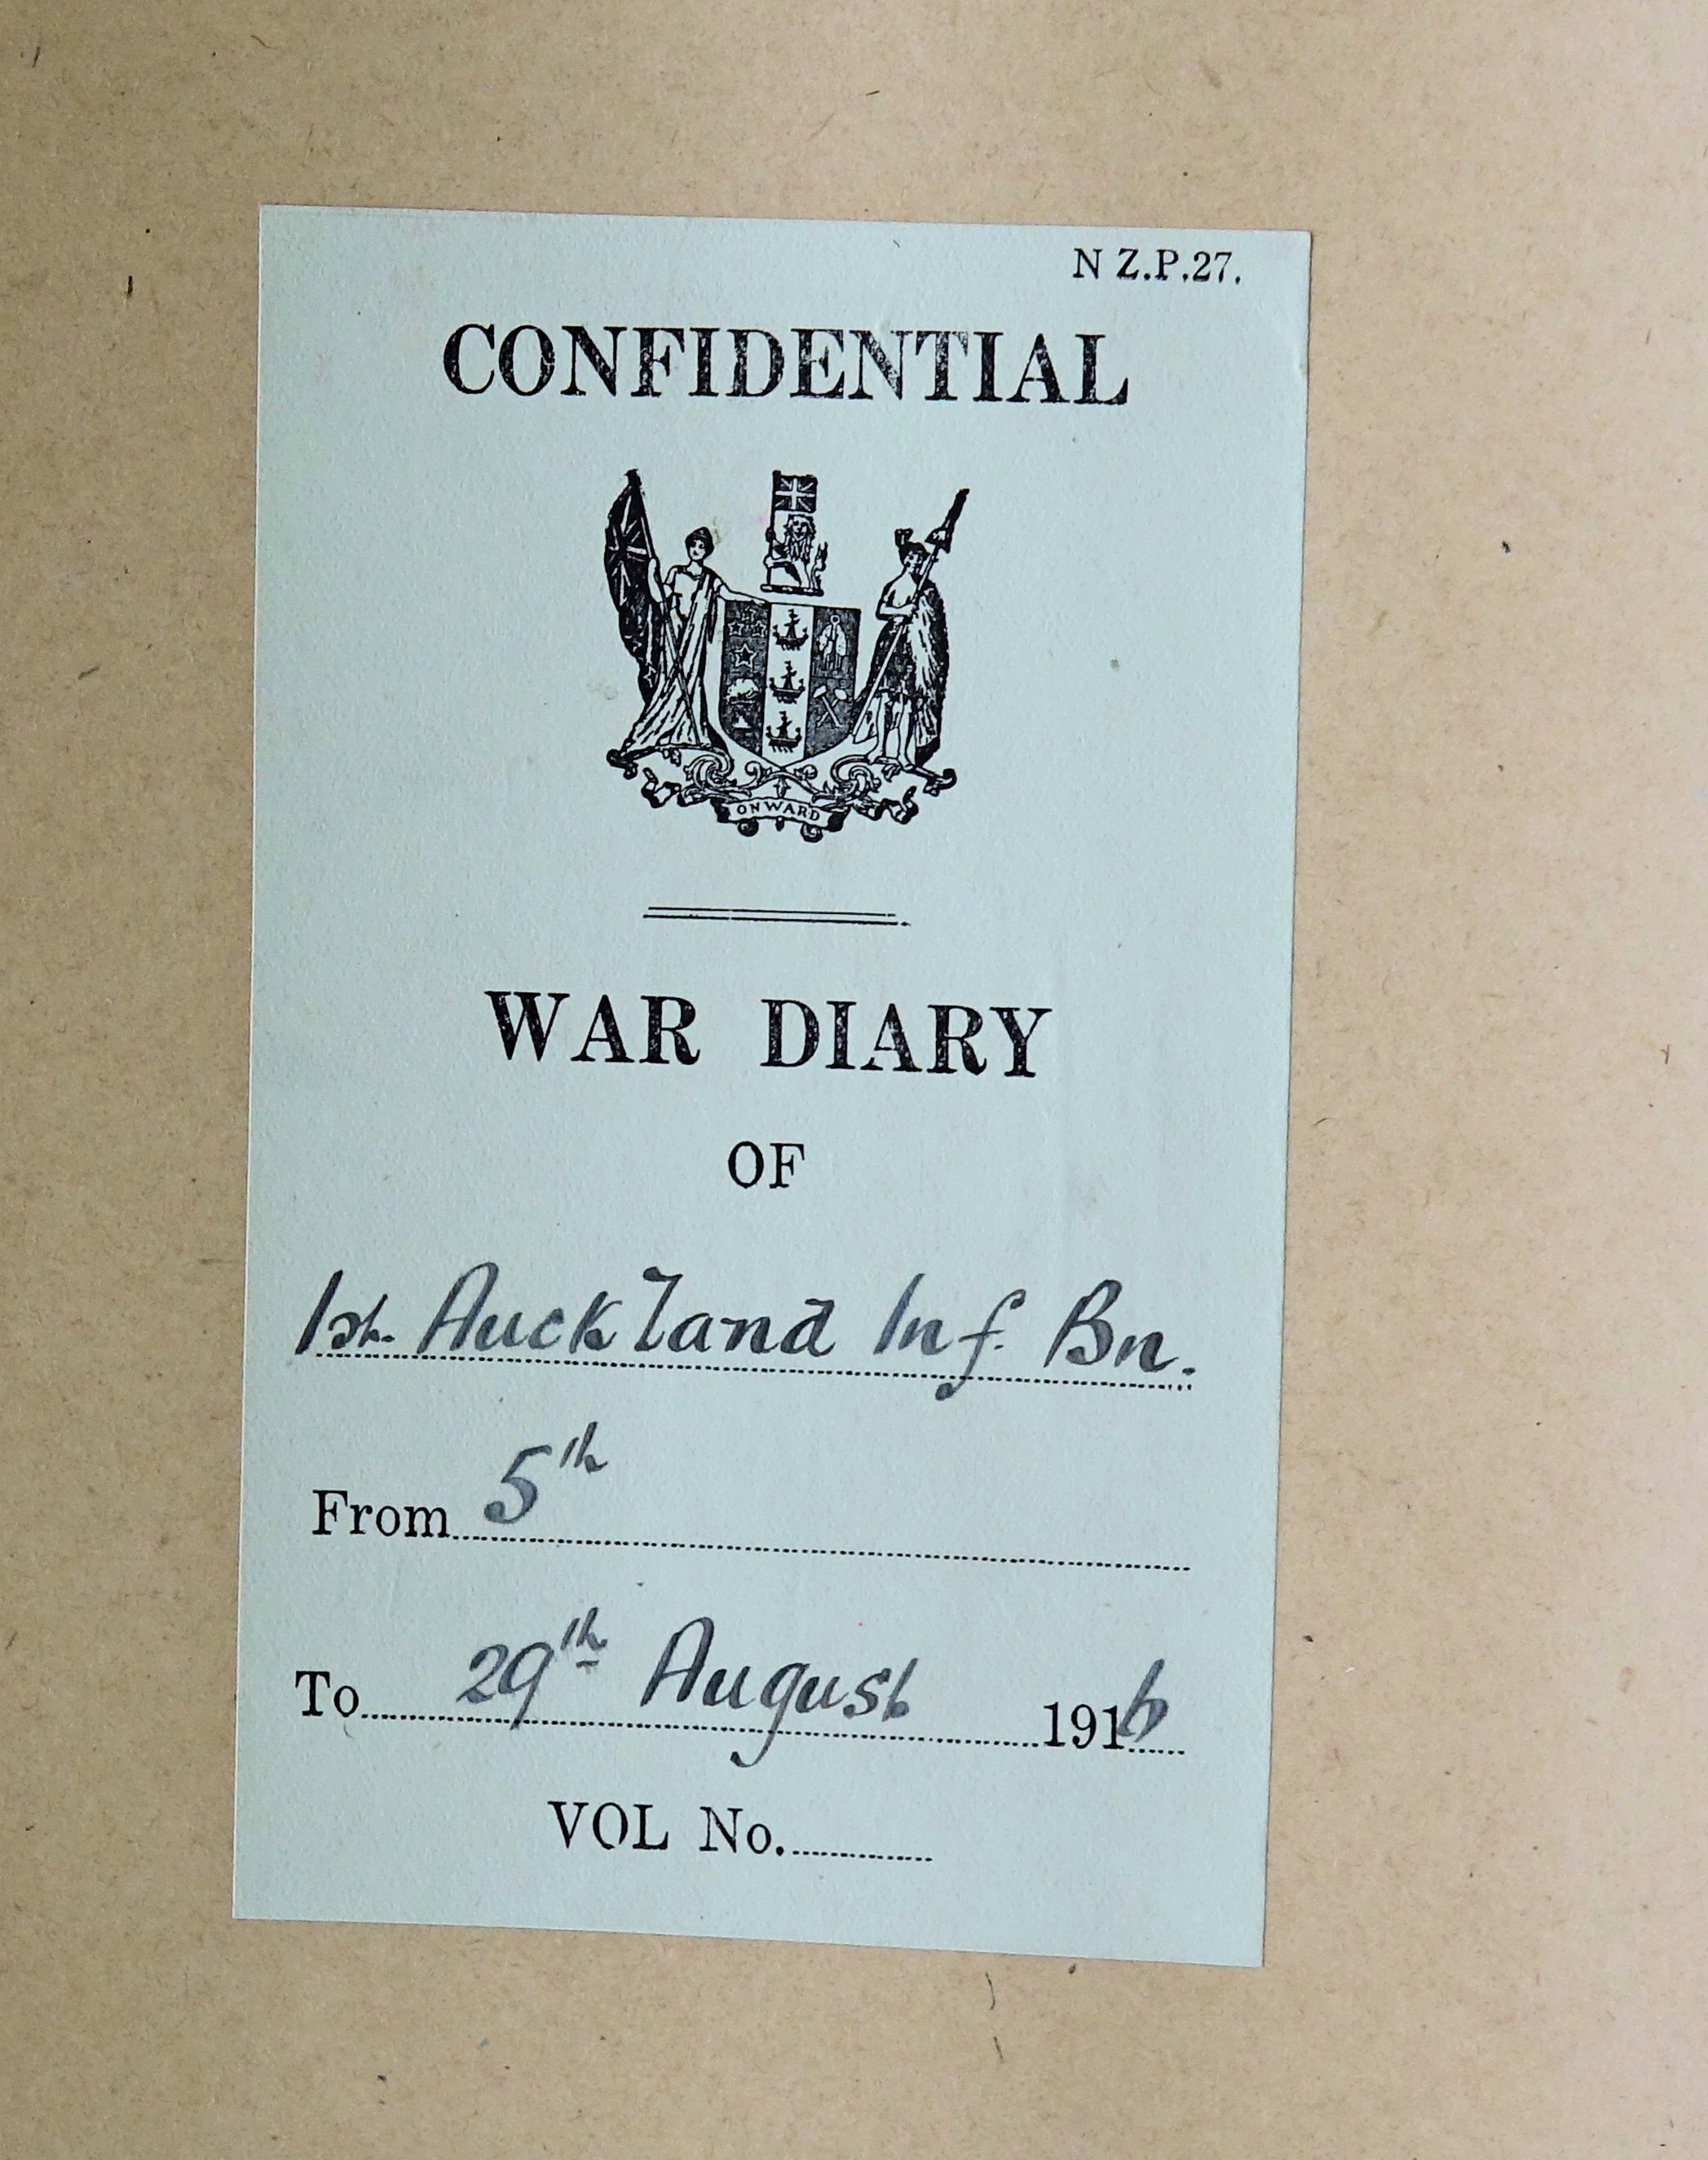 N Z.P.27.
CONFIDENTIAL
ONWARD
WAR DIARY
OF
1st. Auckland Inf. Bn.
From 5th
To 29th August 1916
VOL No.